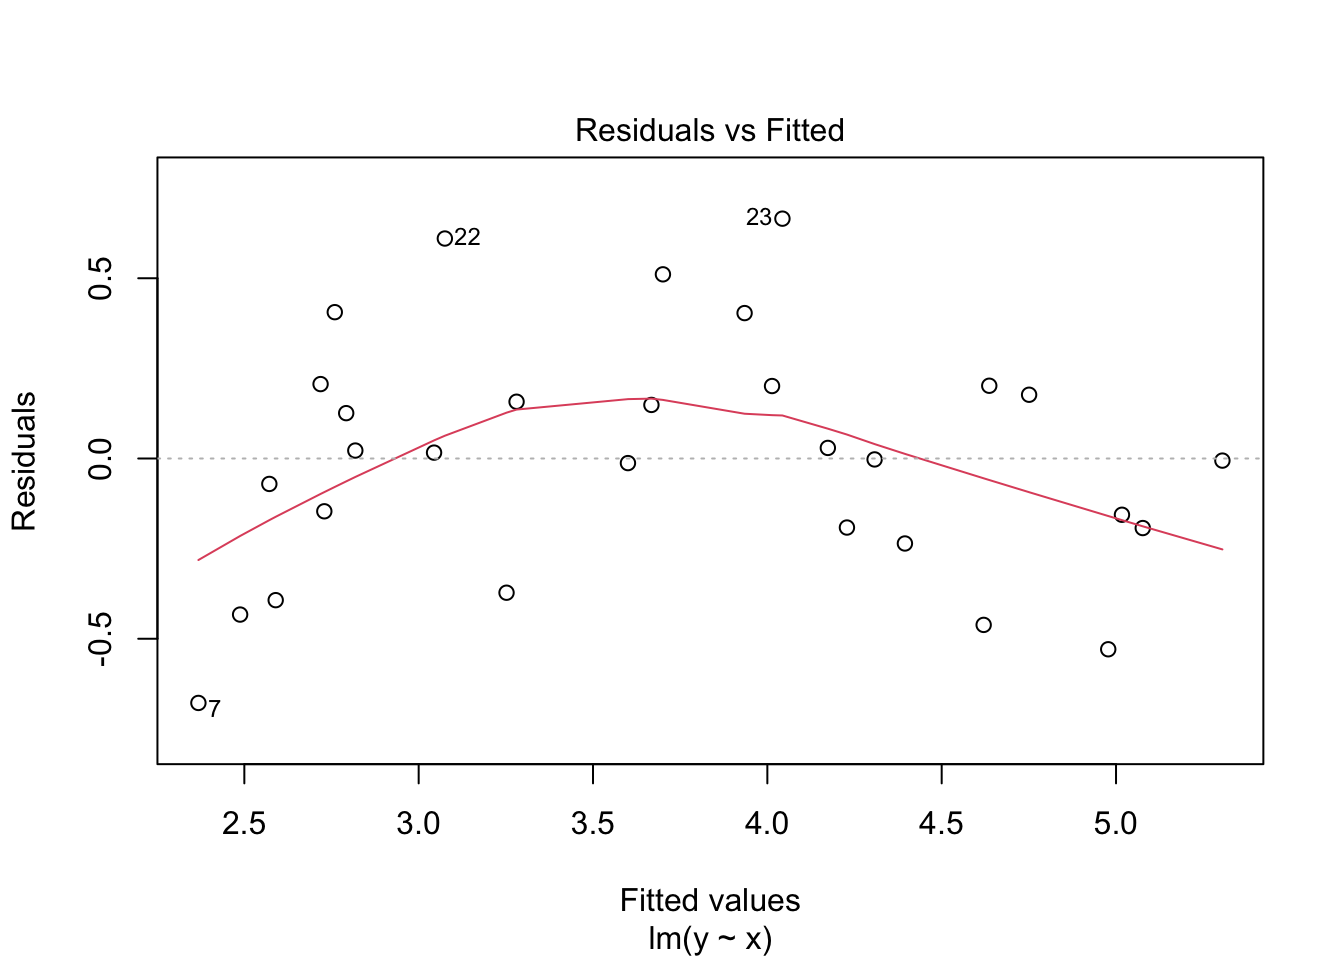 Residuals vs Fitted
23
22
0.5
0.0
-0.5
Residuals
7
2.5 3.0 3.5 4.0 4.5 5.0
Fitted values
lm(y ~ x)